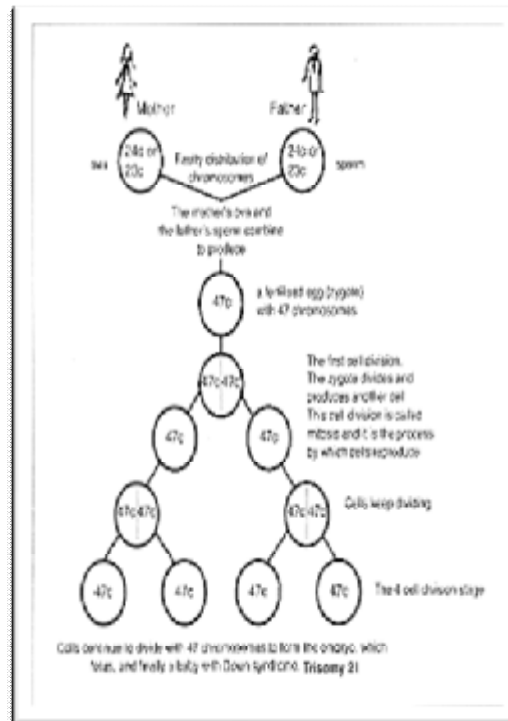 Mother
Father
ova
24c or
23c
Faulty distribution of
chromosomes
24c or
23c
sperm
The mother's ova and
the father's sperm combine
to produce
47c
a fertilised egg (zygote)
with 47 chromosomes
47c 47c
The first cell division.
The zygote divides and
produces another cell
This cell division is called
mitosis and it is the process
by which cells reproduce
47c
47c
47c 47c
47c 47c
Cells keep dividing
47c
47c
47c
47c
The 4 cell division stage
Cells continue to divide with 47 chromosomes to form the embryo, which
fetus, and finally a baby with Down syndrome. Trisomy 21